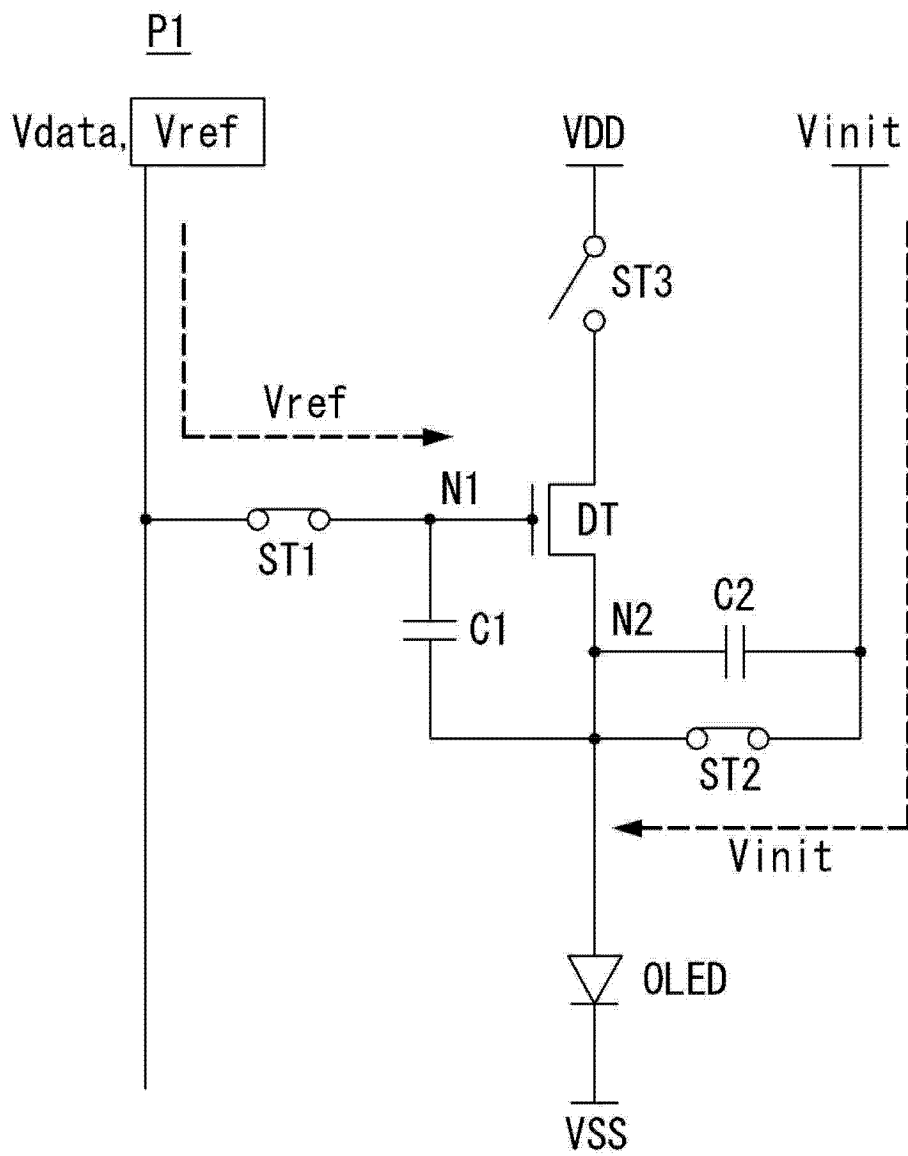 P1
Vdata, Vref
VDD
Vinit
ST3
Vref
N1
DT
ST1
C1
N2
C2
ST2
Vinit
OLED
VSS